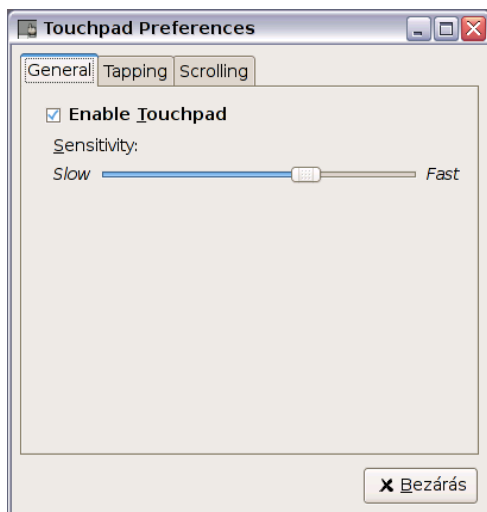 Touchpad Preferences
General Tapping Scrolling
Enable Touchpad
Sensitivity:
Slow Fast
Bezárás